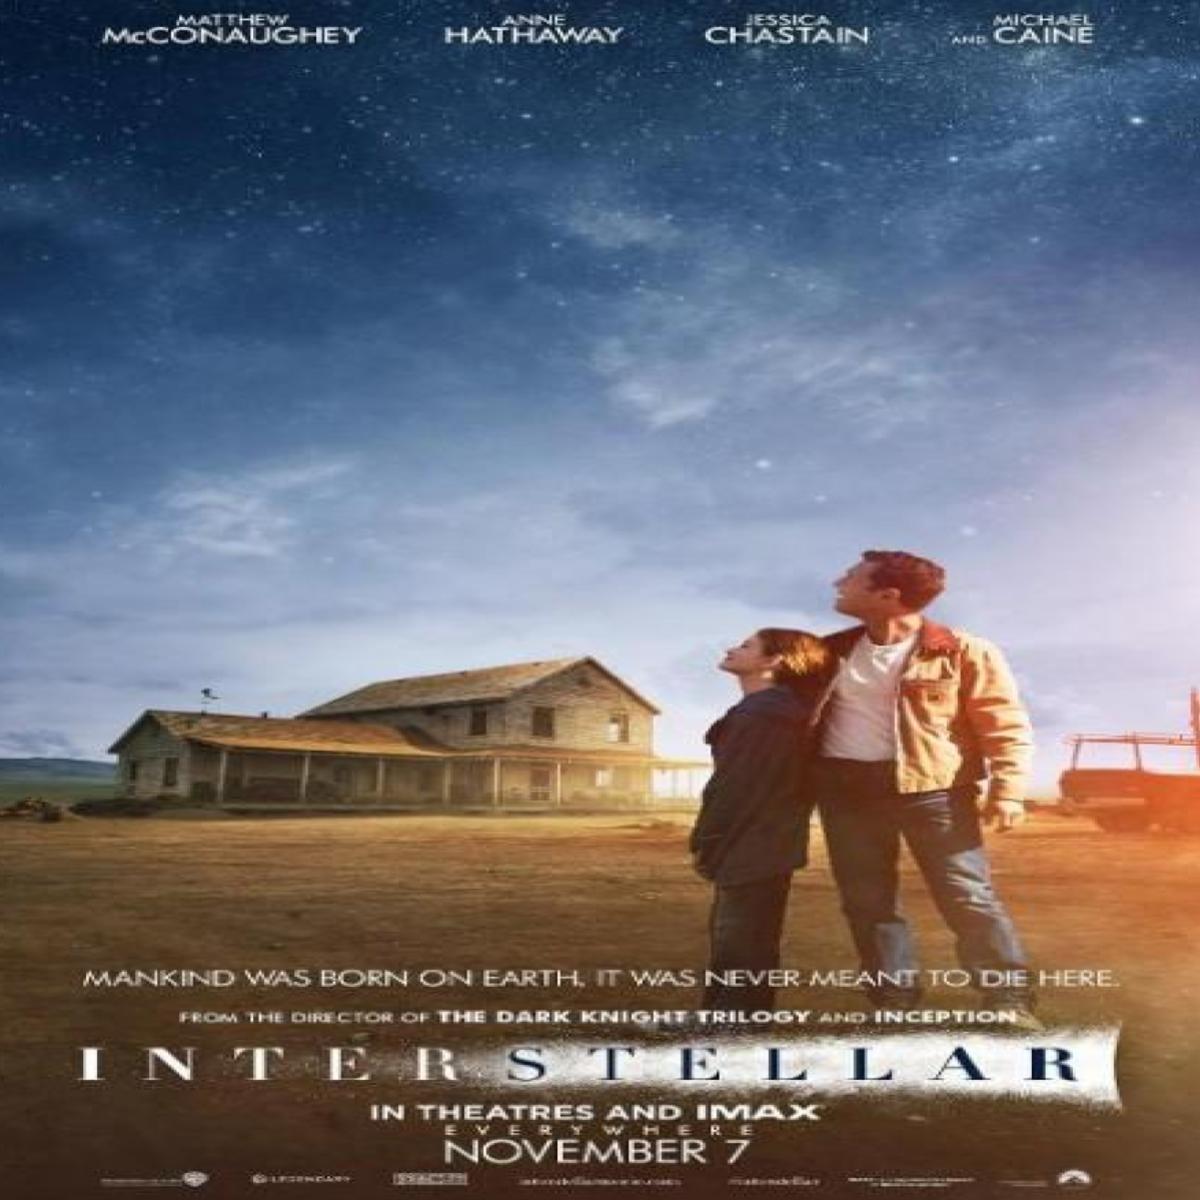 MATTHEW McCONAUGHEY
ANNE HATHAWAY
JESSICA CHASTAIN
AND MICHAEL CAINE
MANKIND WAS BORN ON EARTH. IT WAS NEVER MEANT TO DIE HERE.
FROM THE DIRECTOR OF THE DARK KNIGHT TRILOGY AND INCEPTION
INTERSTELLAR
IN THEATRES AND IMAX
EVERYWHERE
NOVEMBER 7
LEGENDARY